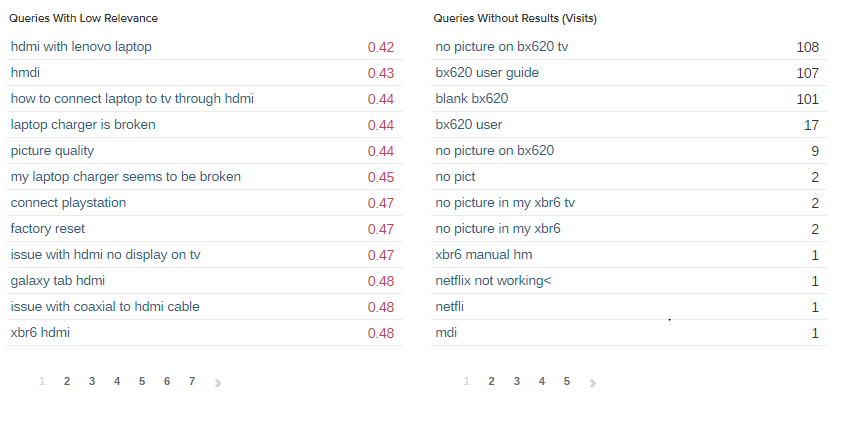 Queries With Low Relevance
hdmi with lenovo laptop 0.42
hmdi 0.43
how to connect laptop to tv through hdmi 0.44
laptop charger is broken 0.44
picture quality 0.44
my laptop charger seems to be broken 0.45
connect playstation 0.47
factory reset 0.47
issue with hdmi no display on tv 0.47
galaxy tab hdmi 0.48
issue with coaxial to hdmi cable 0.48
xbr6 hdmi 0.48
1 2 3 4 5 6 7 >
Queries Without Results (Visits)
no picture on bx620 tv 108
bx620 user guide 107
blank bx620 101
bx620 user 17
no picture on bx620 9
no pict 2
no picture in my xbr6 tv 2
no picture in my xbr6 2
xbr6 manual hm 1
netflix not working< 1
netfli 1
mdi 1
1 2 3 4 5 >